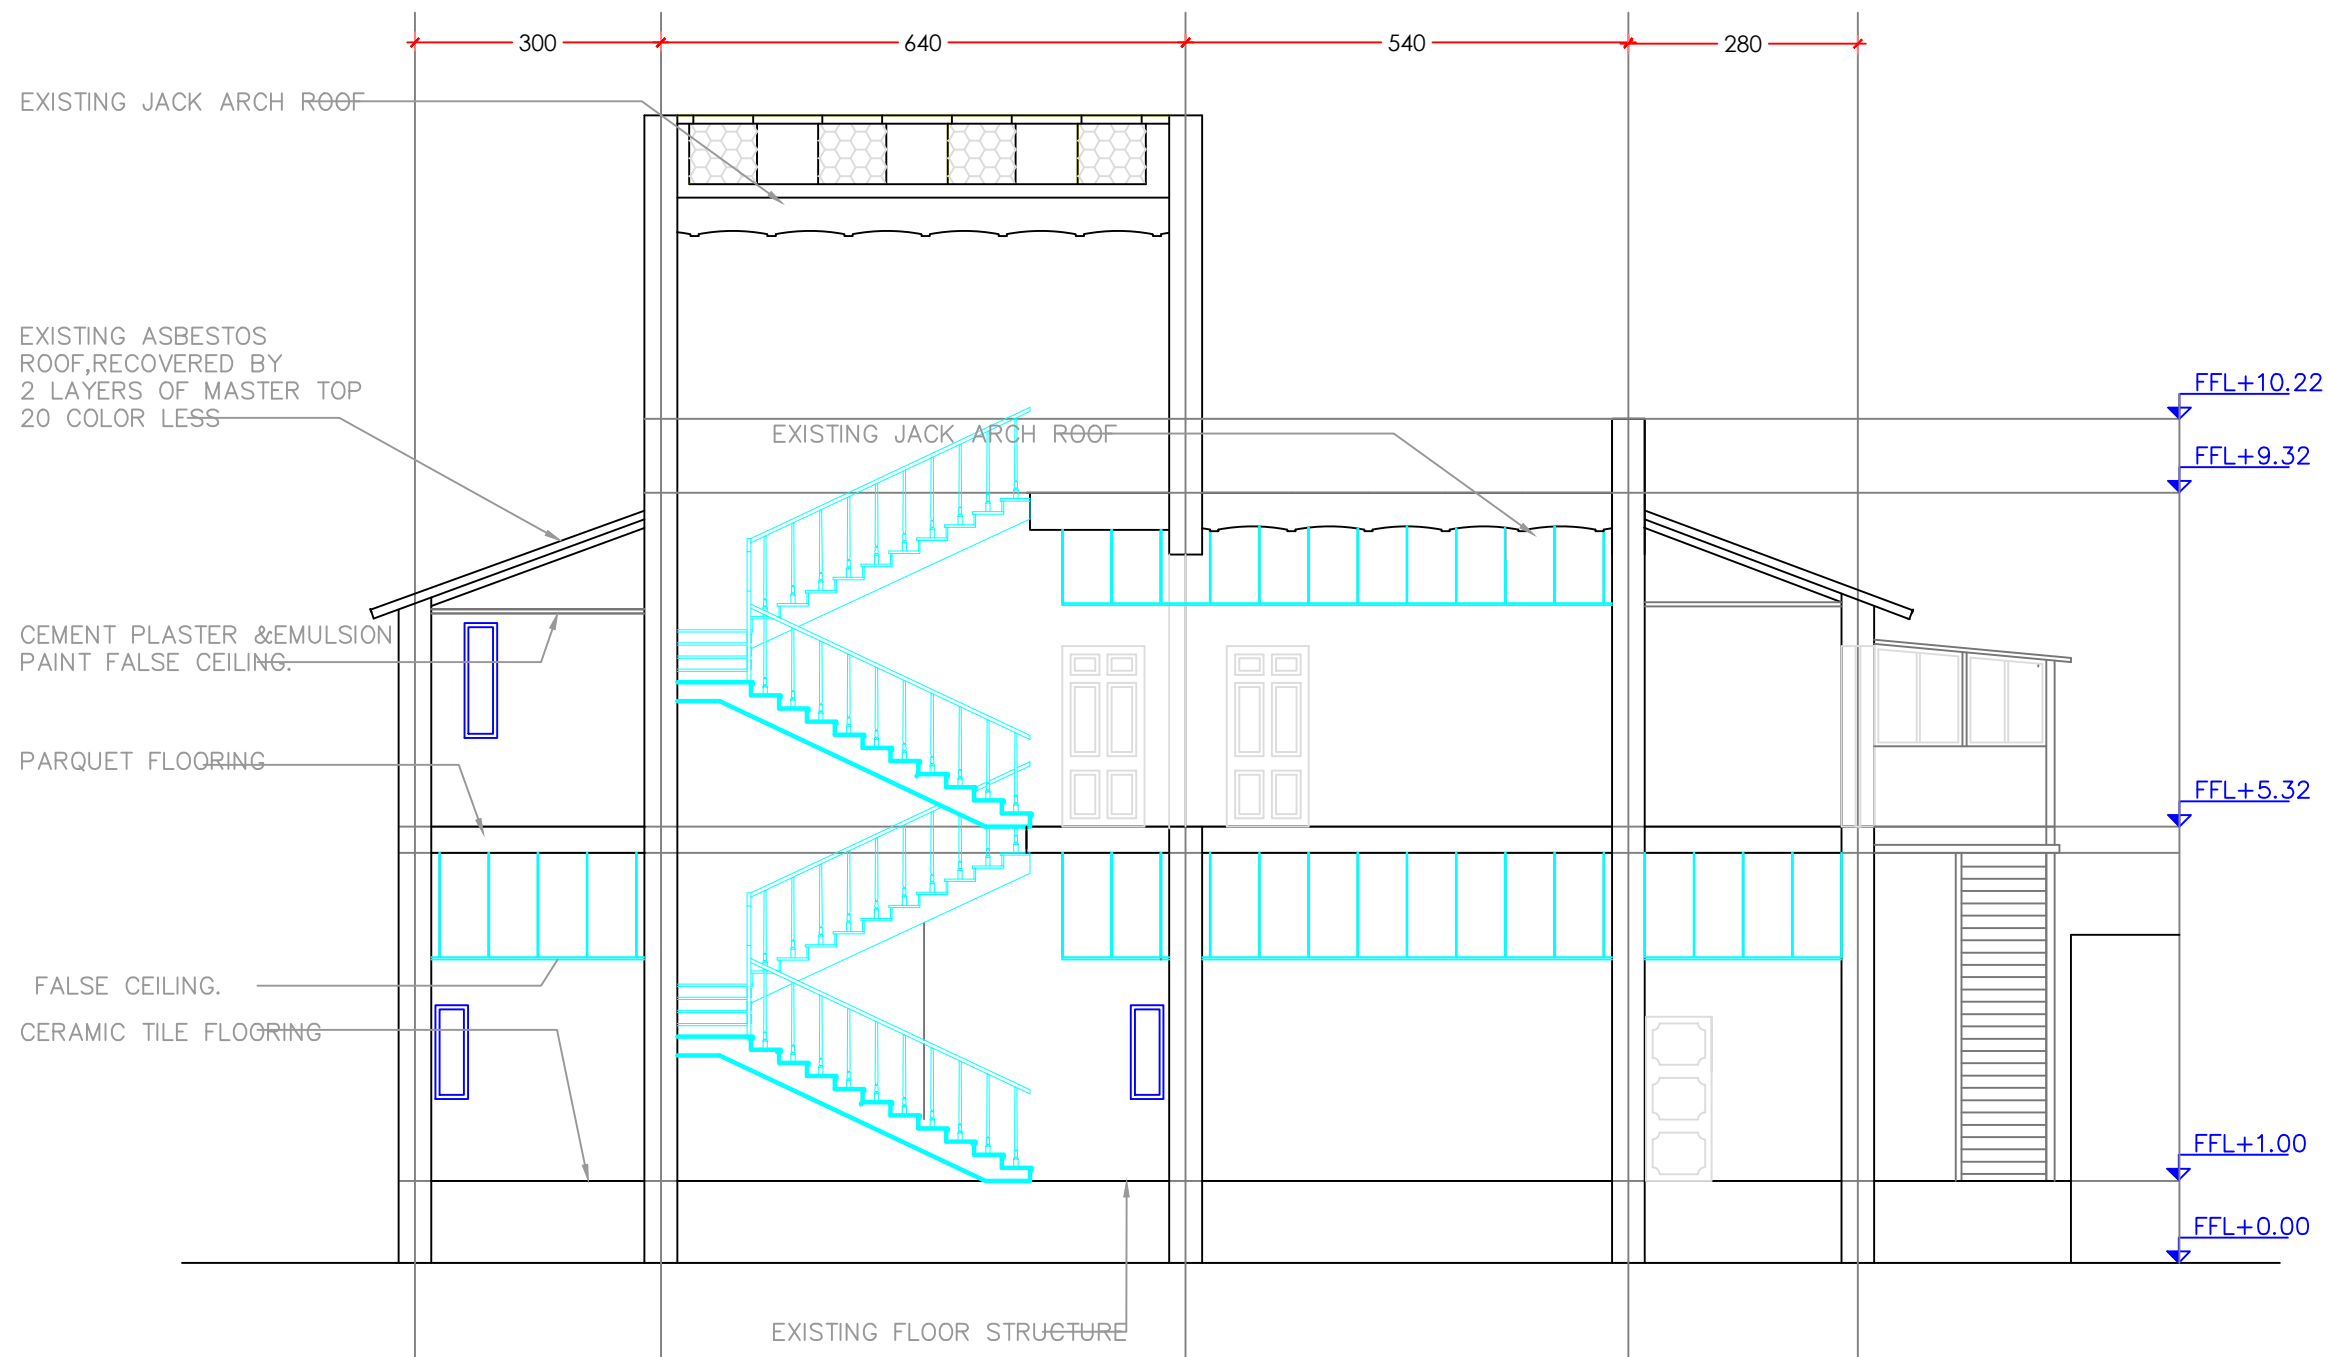 300 640 540 280
EXISTING JACK ARCH ROOF
EXISTING ASBESTOS
ROOF,RECOVERED BY
2 LAYERS OF MASTER TOP
20 COLOR LESS
FFL+10.22
EXISTING JACK ARCH ROOF
FFL+9.32
CEMENT PLASTER &EMULSION
PAINT FALSE CEILING.
PARQUET FLOORING
FFL+5.32
FALSE CEILING.
CERAMIC TILE FLOORING
FFL+1.00
FFL+0.00
EXISTING FLOOR STRUCTURE